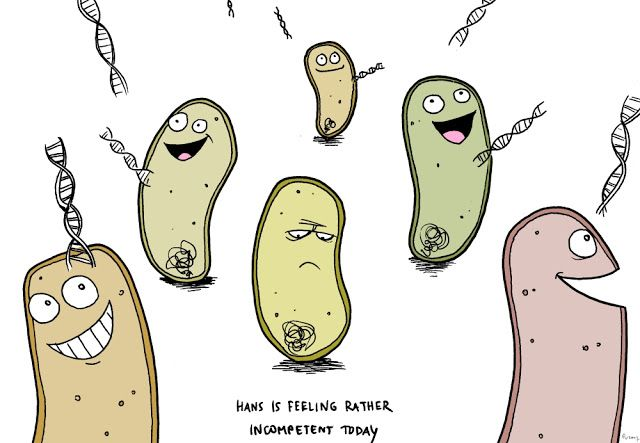 HANS IS FEELING RATHER
INCOMPETENT TODAY